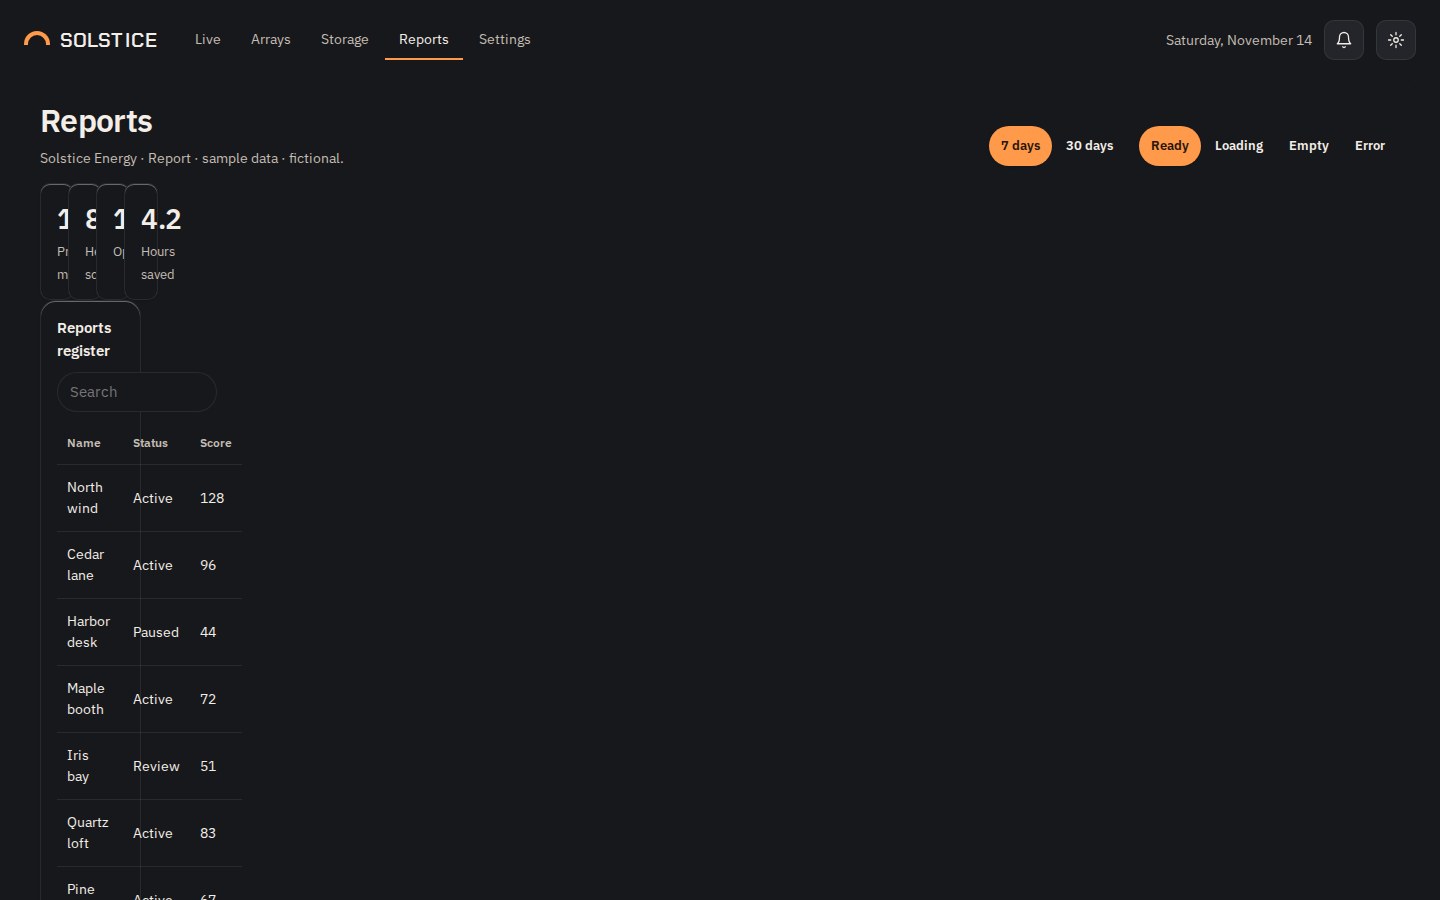 SOLSTICE
Live
Arrays
Storage
Reports
Settings
Saturday, November 14
Reports
Solstice Energy · Report · sample data · fictional.
7 days
30 days
Ready
Loading
Empty
Error
4.2
Hours
saved
Reports
register
Search
Name Status Score
North
wind
Active 128
Cedar
lane
Active 96
Harbor
desk
Paused 44
Maple
booth
Active 72
Iris
bay
Review 51
Quartz
loft
Active 83
Pine